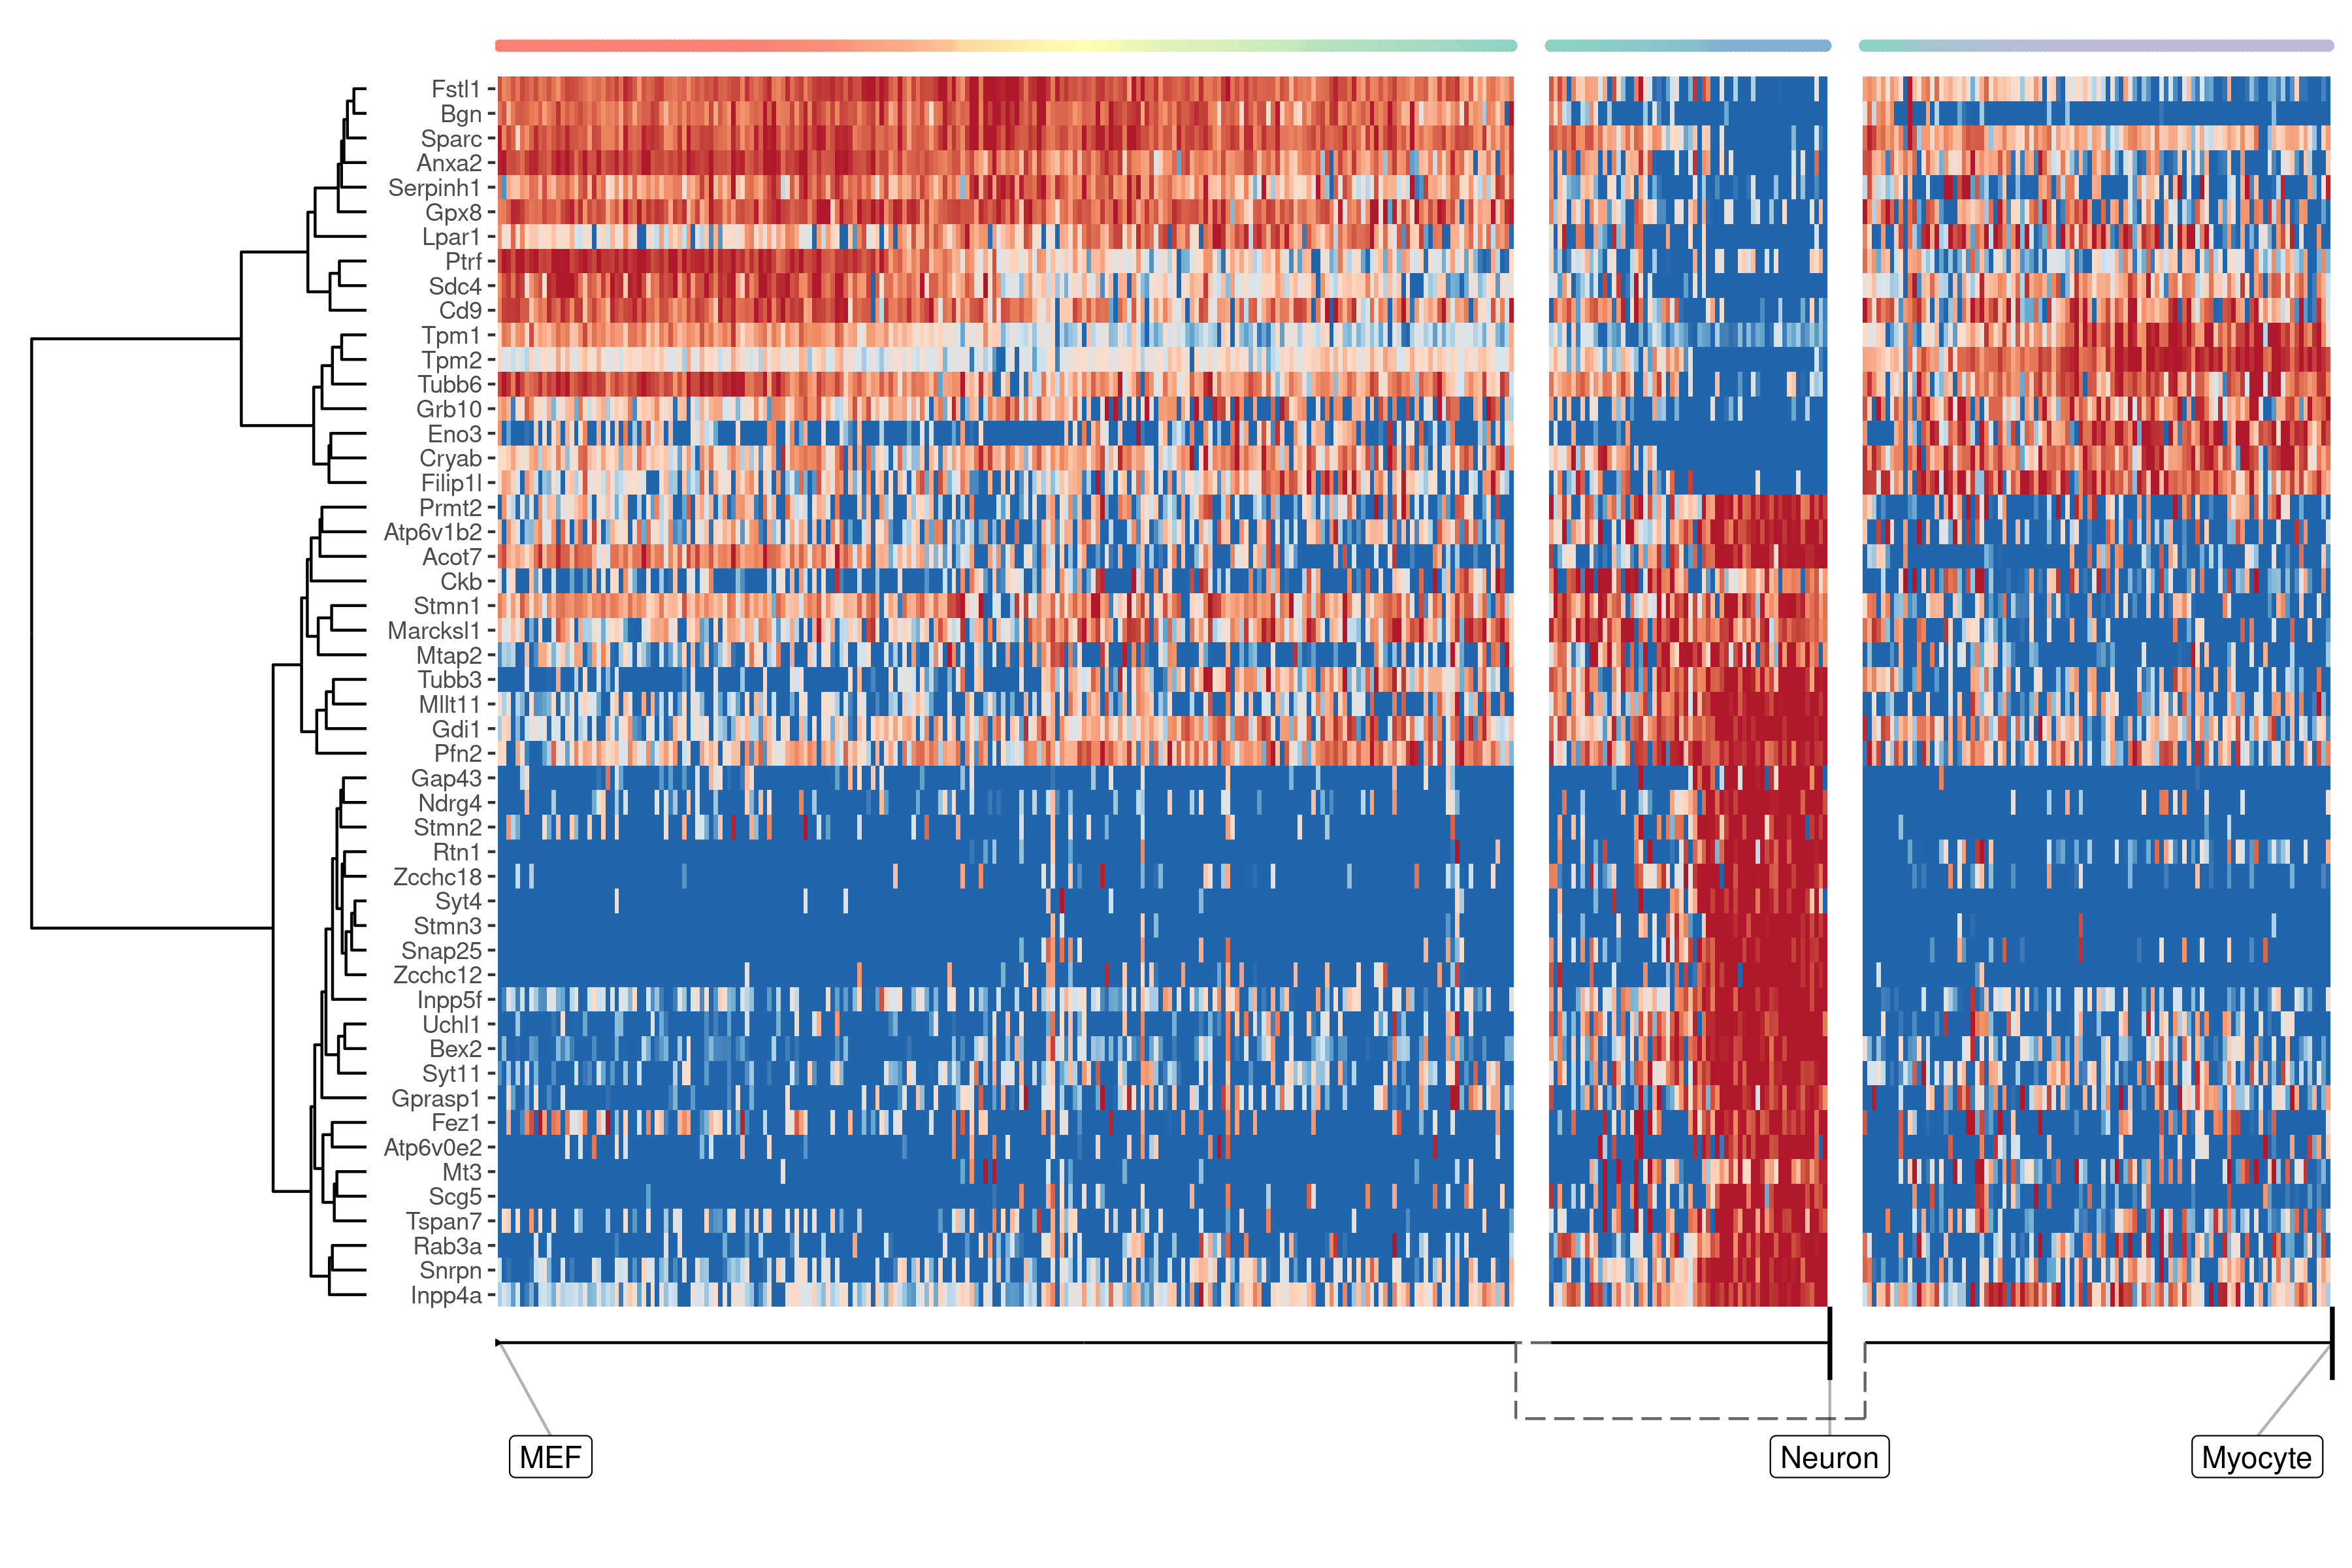 Fstl1
Bgn
Sparc
Anxa2
Serpinh1
Gpx8
Lpar1
Ptrf
Sdc4
Cd9
Tpm1
Tpm2
Tubb6
Grb10
Eno3
Cryab
Filip1l
Prmt2
Atp6v1b2
Acot7
Ckb
Stmn1
Marcksl1
Mtap2
Tubb3
Mllt11
Gdi1
Pfn2
Gap43
Ndrg4
Stmn2
Rtn1
Zcchc18
Syt4
Stmn3
Snap25
Zcchc12
Inpp5f
Uchl1
Bex2
Syt11
Gprasp1
Fez1
Atp6v0e2
Mt3
Scg5
Tspan7
Rab3a
Snrpn
Inpp4a
MEF Neuron Myocyte